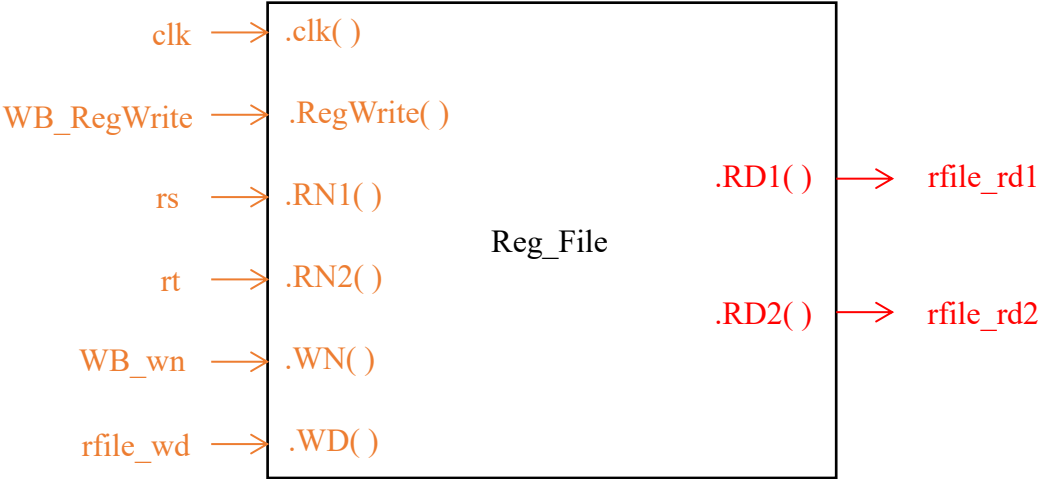 clk .clk( )
WB_RegWrite .RegWrite( )
.RD1( ) rfile_rd1
rs .RN1( )
Reg_File
rt .RN2( )
.RD2( ) rfile_rd2
WB_wn .WN( )
rfile_wd .WD( )